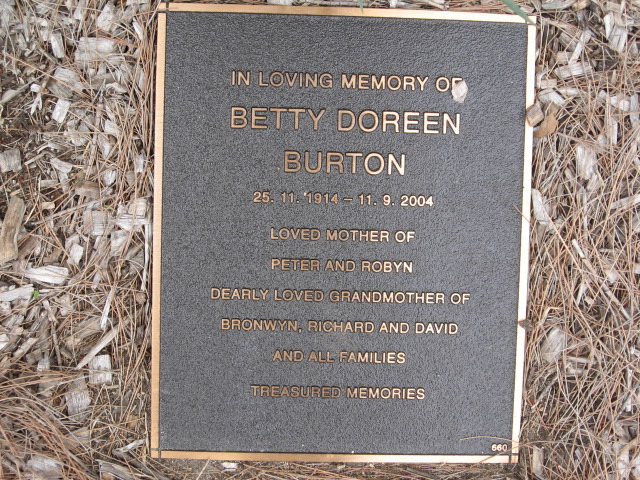 IN LOVING MEMORY OF
BETTY DOREEN
BURTON
25. 11. 1914 – 11. 9. 2004
LOVED MOTHER OF
PETER AND ROBYN
DEARLY LOVED GRANDMOTHER OF
BRONWYN, RICHARD AND DAVID
AND ALL FAMILIES
TREASURED MEMORIES
660